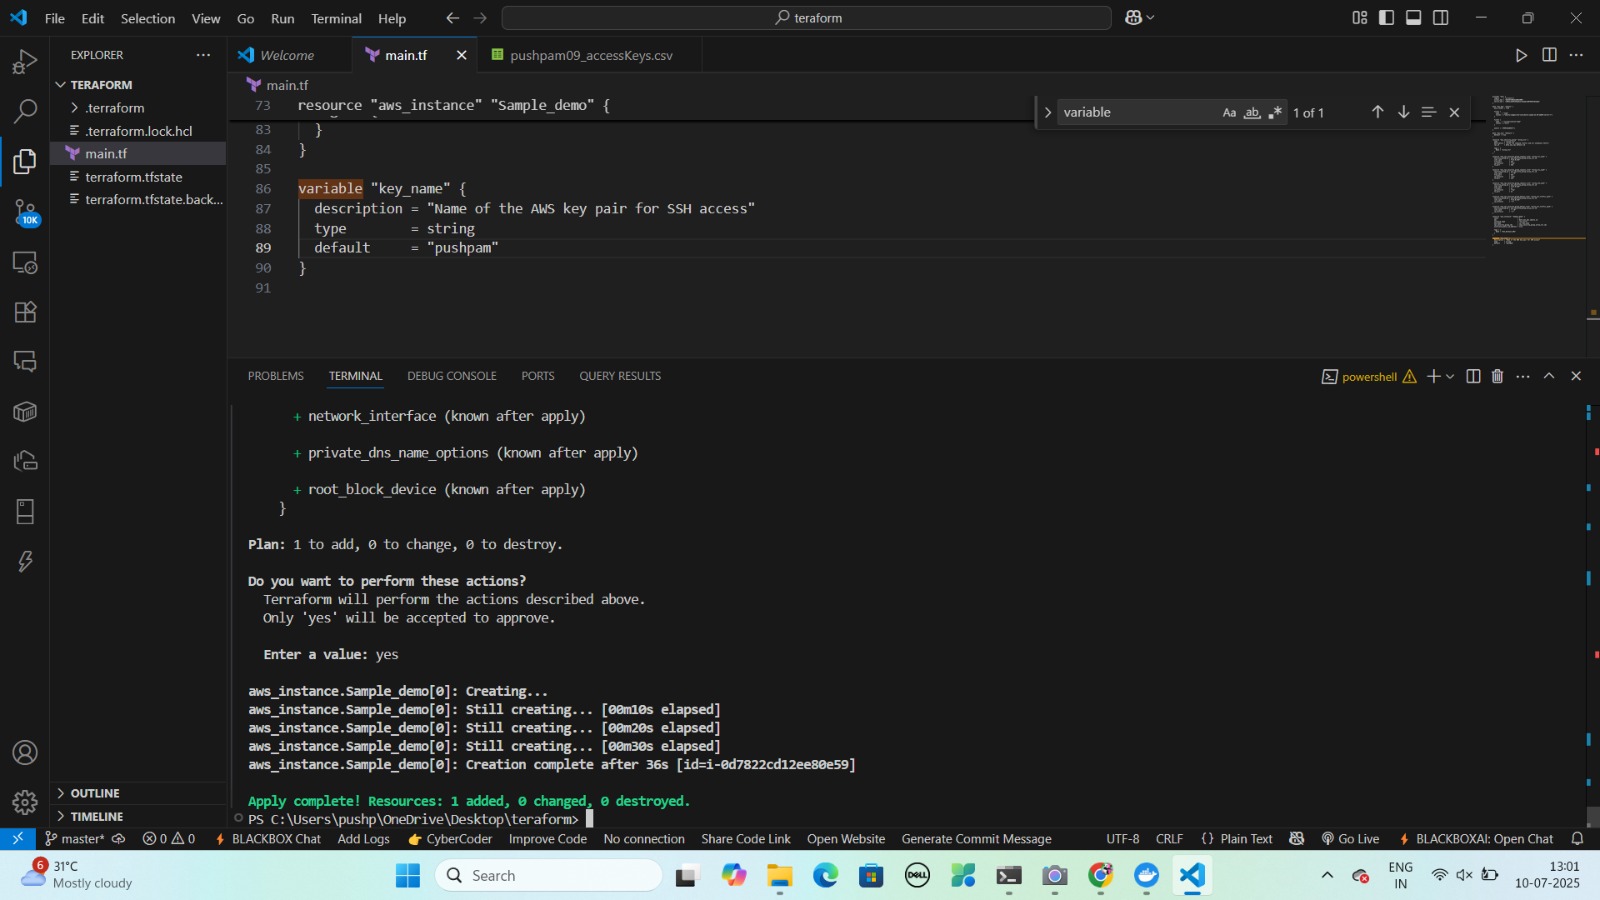 File Edit Selection View Go Run Terminal Help
teraform
EXPLORER
TERAFORM
.terraform
.terraform.lock.hcl
main.tf
terraform.tfstate
terraform.tfstate.back...
10K
OUTLINE
TIMELINE
Welcome
main.tf
pushpam09_accessKeys.csv
main.tf
73 resource "aws_instance" "Sample_demo" {
variable
Aa
ab
1 of 1
83 }
84 }
85
86 variable "key_name" {
87 description = "Name of the AWS key pair for SSH access"
88 type = string
89 default = "pushpam"
90 }
91
PROBLEMS TERMINAL DEBUG CONSOLE PORTS QUERY RESULTS
powershell
+ network_interface (known after apply)
+ private_dns_name_options (known after apply)
+ root_block_device (known after apply)
}
Plan: 1 to add, 0 to change, 0 to destroy.
Do you want to perform these actions?
Terraform will perform the actions described above.
Only 'yes' will be accepted to approve.
Enter a value: yes
aws_instance.Sample_demo[0]: Creating...
aws_instance.Sample_demo[0]: Still creating... [00m10s elapsed]
aws_instance.Sample_demo[0]: Still creating... [00m20s elapsed]
aws_instance.Sample_demo[0]: Still creating... [00m30s elapsed]
aws_instance.Sample_demo[0]: Creation complete after 36s [id=i-0d7822cd12ee80e59]
Apply complete! Resources: 1 added, 0 changed, 0 destroyed.
PS C:\Users\pushp\OneDrive\Desktop\teraform>
master* 0 0 BLACKBOX Chat Add Logs CyberCoder Improve Code No connection Share Code Link Open Website Generate Commit Message UTF-8 CRLF {} Plain Text Go Live BLACKBOXAI: Open Chat
6
31°C
Mostly cloudy
Search
DELL
ENG
IN
13:01
10-07-2025